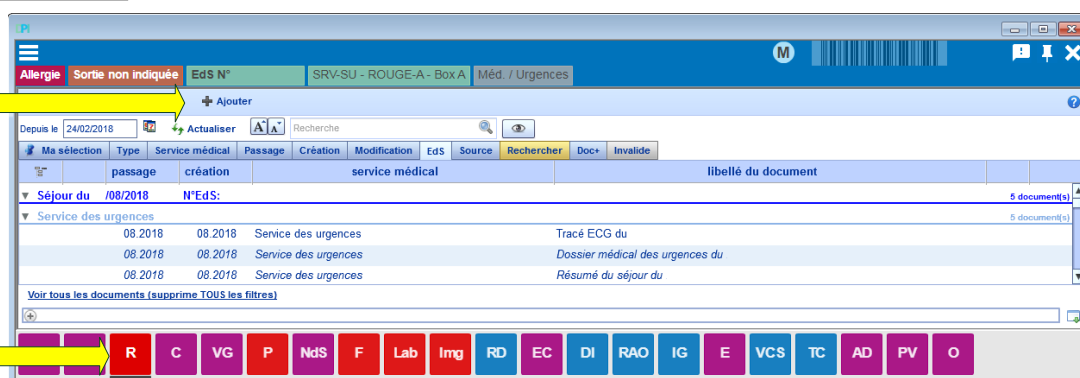 DPI
M
Allergie Sortie non indiquée EdS N° SRV-SU - ROUGE-A - Box A Méd. / Urgences
Ajouter
Depuis le 24/02/2018 Actualiser A A Recherche
Ma sélection Type Service médical Passage Création Modification EdS Source Rechercher Doc+ Invalide
passage création service médical libellé du document
Séjour du /08/2018 N°EdS: 5 document(s)
Service des urgences 5 document(s)
08.2018 08.2018 Service des urgences Tracé ECG du
08.2018 08.2018 Service des urgences Dossier médical des urgences du
08.2018 08.2018 Service des urgences Résumé du séjour du
Voir tous les documents (supprime TOUS les filtres)
R C VG P NdS F Lab Img RD EC DI RAO IG E VCS TC AD PV O